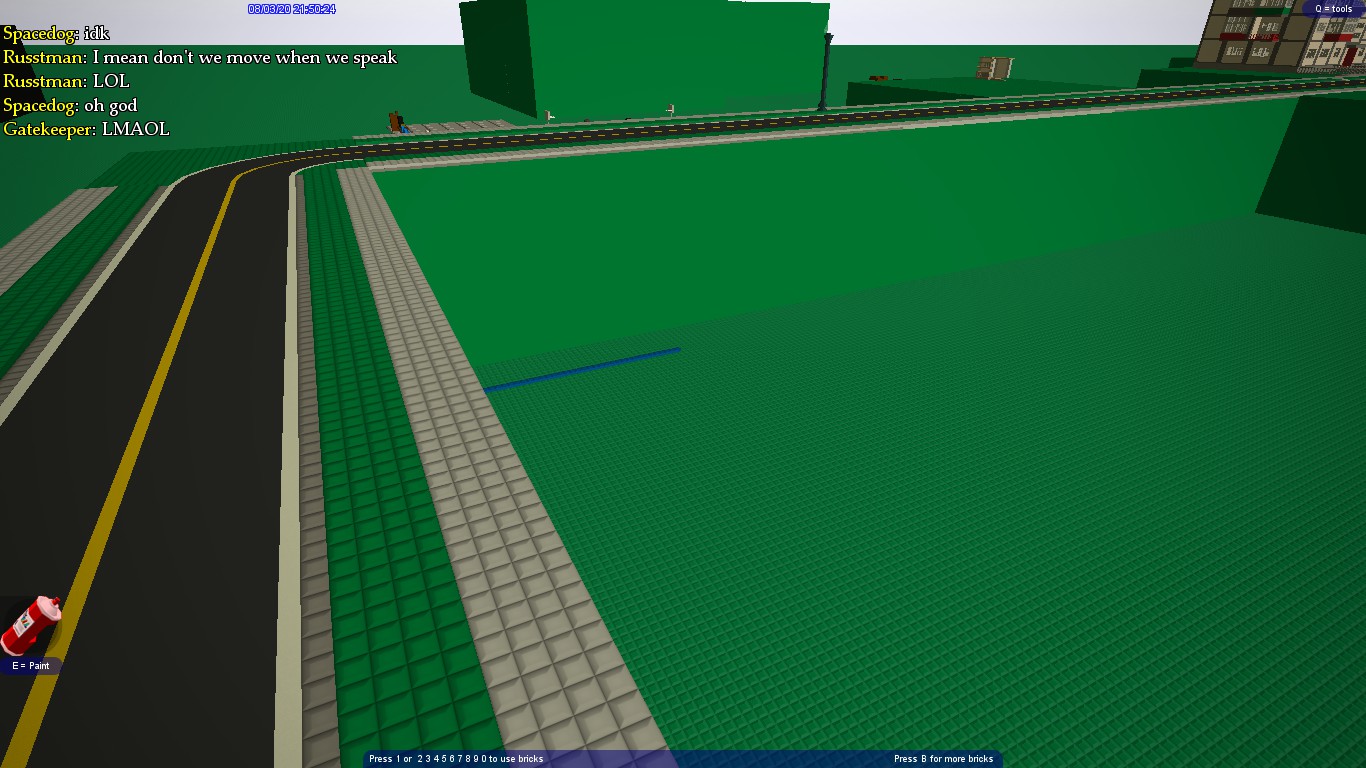 08/03/20 21:50:24
Q = tools
Spacedog: idk
Russtman: I mean don't we move when we speak
Russtman: LOL
Spacedog: oh god
Gatekeeper: LMAOL
E = Paint
Press 1 or 2 3 4 5 6 7 8 9 0 to use bricks
Press B for more bricks